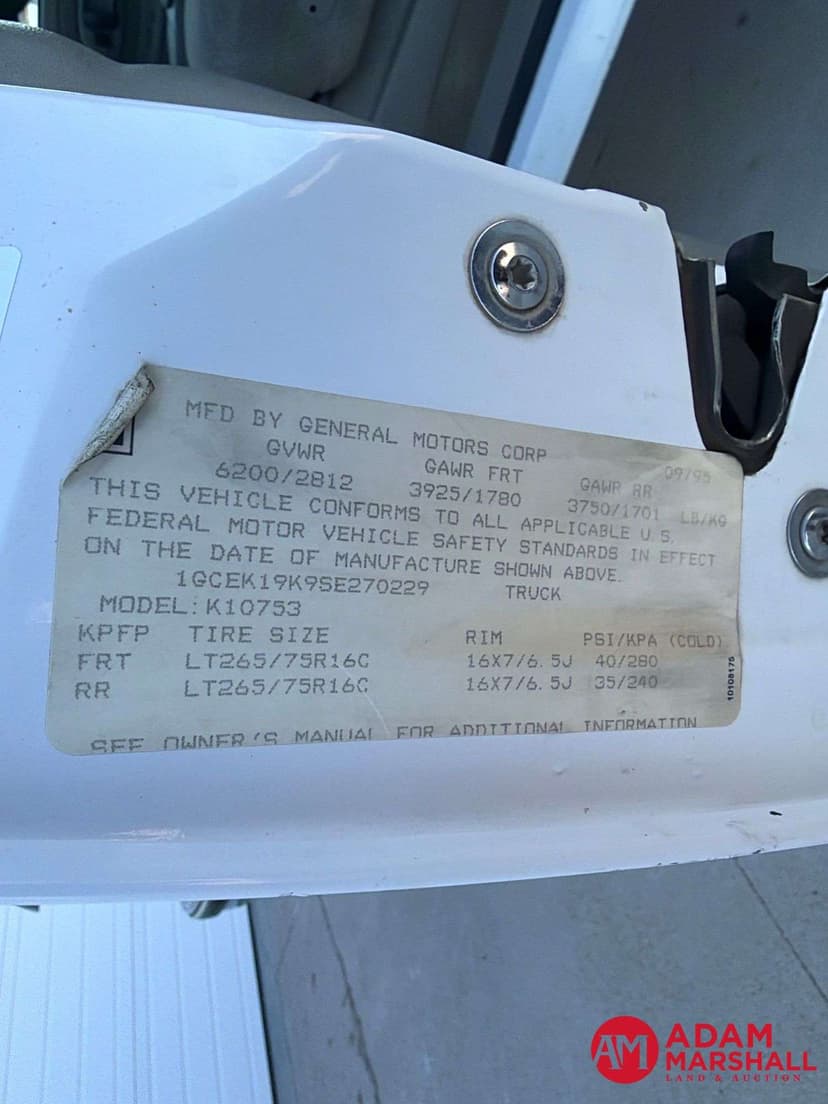 MFD BY GENERAL MOTORS CORP 09/95
GVWR GAWR FRT GAWR RR
6200/2812 3925/1780 3750/1701 LB/KG
THIS VEHICLE CONFORMS TO ALL APPLICABLE U.S.
FEDERAL MOTOR VEHICLE SAFETY STANDARDS IN EFFECT
ON THE DATE OF MANUFACTURE SHOWN ABOVE.
1GCEK19K9SE270229 TRUCK
MODEL:K10753
KPFP TIRE SIZE RIM PSI/KPA (COLD)
FRT LT265/75R16C 16X7/6.5J 40/280
RR LT265/75R16C 16X7/6.5J 35/240
SEE OWNER'S MANUAL FOR ADDITIONAL INFORMATION
10108175
AM ADAM
MARSHALL
LAND & AUCTION